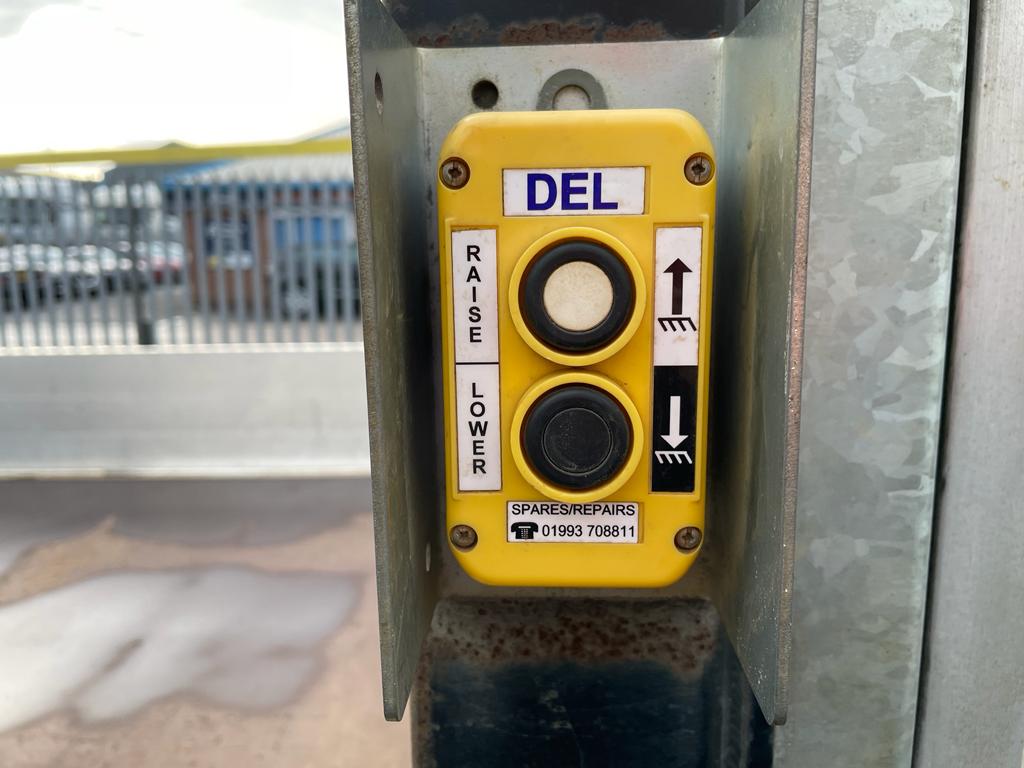 DEL
RAISE
LOWER
SPARES/REPAIRS
01993 708811